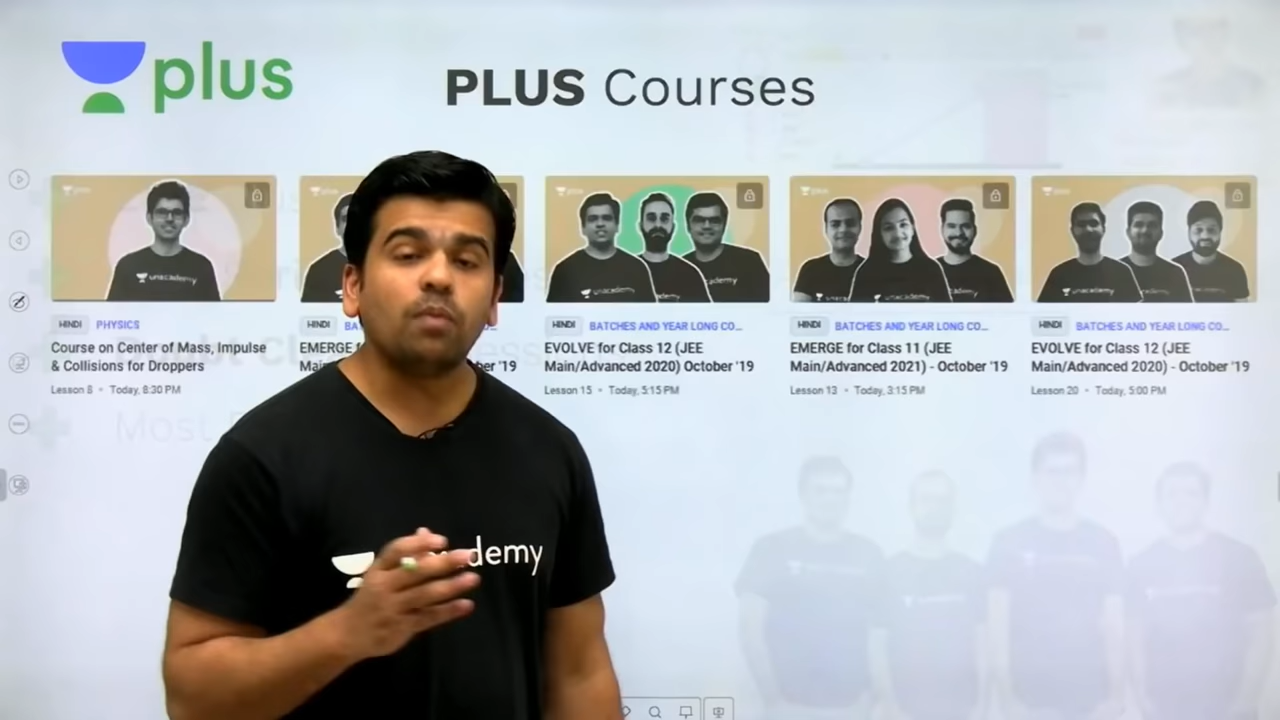 plus
PLUS Courses
HINDI PHYSICS
Course on Center of Mass, Impulse
& Collisions for Droppers
Lesson 8 • Today, 8:30 PM
HINDI
EMERGE
'19
HINDI BATCHES AND YEAR LONG CO...
EVOLVE for Class 12 (JEE
Main/Advanced 2020) October '19
Lesson 15 • Today, 5:15 PM
HINDI BATCHES AND YEAR LONG CO...
EMERGE for Class 11 (JEE
Main/Advanced 2021) - October '19
Lesson 13 • Today, 3:15 PM
HINDI BATCHES AND YEAR LONG CO...
EVOLVE for Class 12 (JEE
Main/Advanced 2020) - October '19
Lesson 20 • Today, 5:00 PM
Most
demy